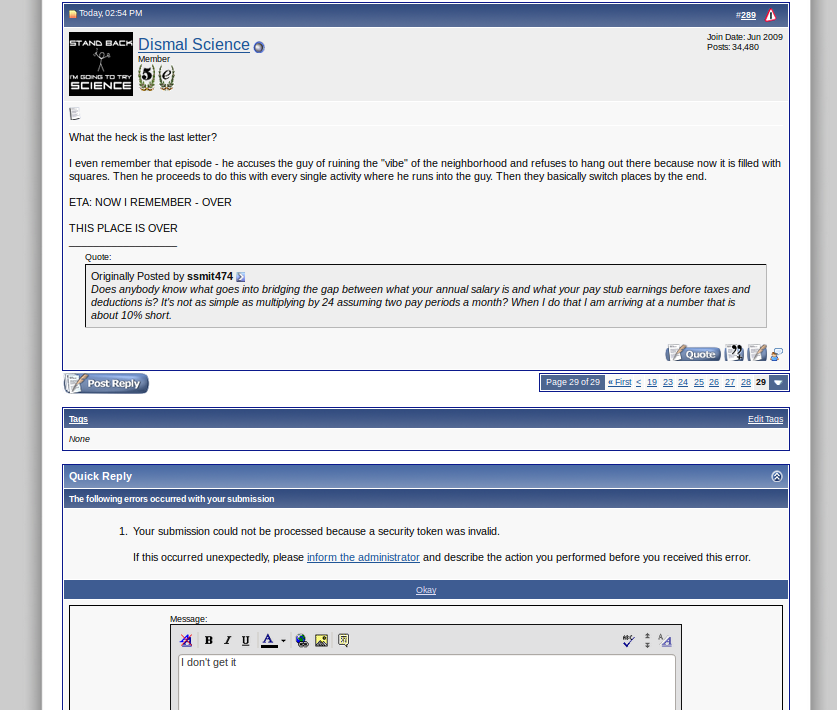 Today, 02:54 PM
#289
STAND BACK
I'M GOING TO TRY
SCIENCE
Dismal Science
Member
5 e
Join Date: Jun 2009
Posts: 34,480
What the heck is the last letter?
I even remember that episode - he accuses the guy of ruining the "vibe" of the neighborhood and refuses to hang out there because now it is filled with
squares. Then he proceeds to do this with every single activity where he runs into the guy. Then they basically switch places by the end.
ETA: NOW I REMEMBER - OVER
THIS PLACE IS OVER
Quote:
Originally Posted by ssmit474
Does anybody know what goes into bridging the gap between what your annual salary is and what your pay stub earnings before taxes and
deductions is? It's not as simple as multiplying by 24 assuming two pay periods a month? When I do that I am arriving at a number that is
about 10% short.
Quote
Post Reply
Page 29 of 29 « First < 19 23 24 25 26 27 28 29
Tags
Edit Tags
None
Quick Reply
The following errors occurred with your submission
1. Your submission could not be processed because a security token was invalid.
If this occurred unexpectedly, please inform the administrator and describe the action you performed before you received this error.
Okay
Message:
B I U A
ABC
A A
I don't get it